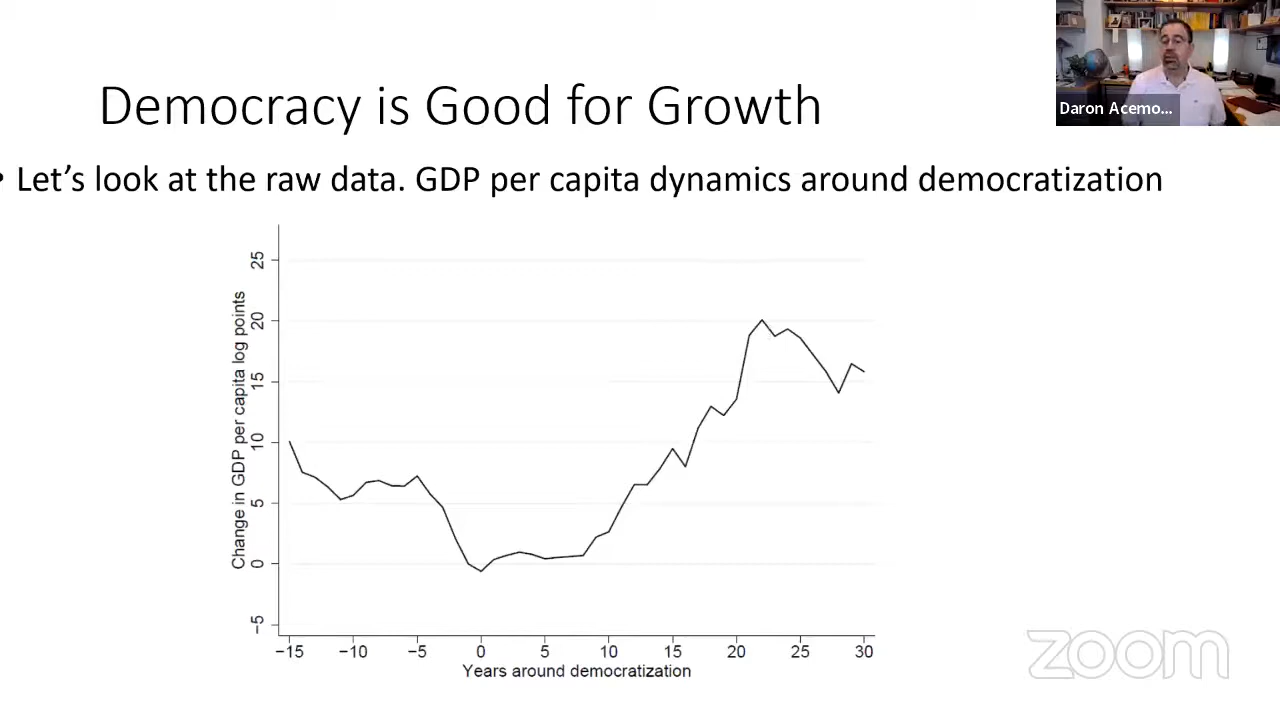 Daron Acemo...
Democracy is Good for Growth
• Let’s look at the raw data. GDP per capita dynamics around democratization
Change in GDP per capita log points
25
20
15
10
5
0
−5
−15 −10 −5 0 5 10 15 20 25 30
Years around democratization
zoom